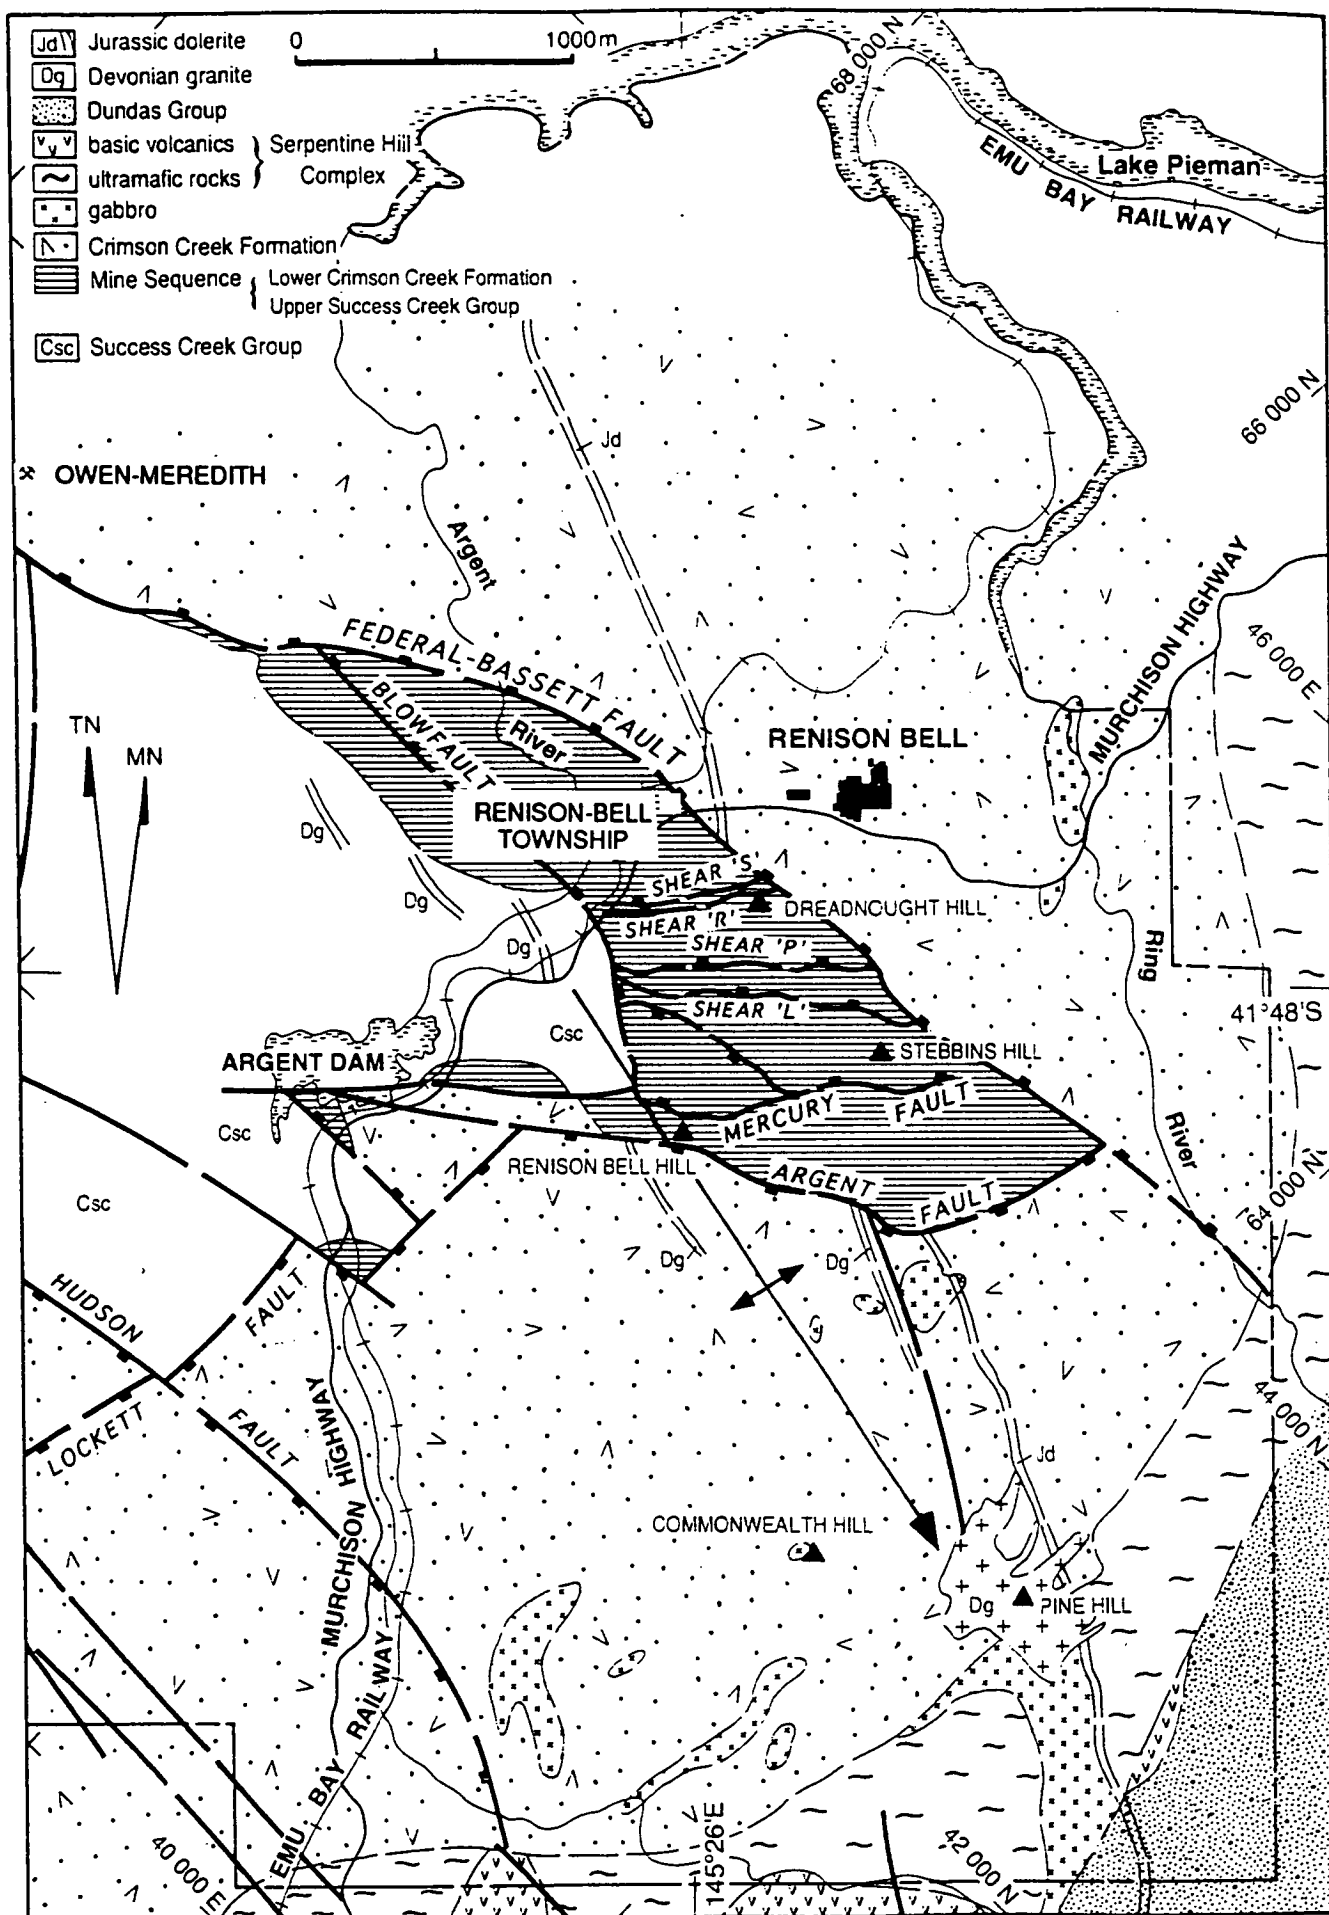 Jd Jurassic dolerite
0 1000m
Dg Devonian granite
Dundas Group
basic volcanics
Serpentine Hill
Complex
ultramafic rocks
gabbro
Crimson Creek Formation
Mine Sequence
Lower Crimson Creek Formation
Upper Success Creek Group
Csc Success Creek Group
68 000 N
EMU BAY RAILWAY
Lake Pieman
66 000 N
Jd
OWEN-MEREDITH
Argent
River
MURCHISON HIGHWAY
46 000 E
FEDERAL-BASSETT FAULT
BLOWFAULT
TN
MN
RENISON BELL
RENISON-BELL
TOWNSHIP
Dg
Dg
Dg
SHEAR 'S'
SHEAR 'R'
DREADNOUGHT HILL
SHEAR 'P'
Ring
River
SHEAR 'L'
41°48'S
Csc
STEBBINS HILL
ARGENT DAM
MERCURY FAULT
Csc
RENISON BELL HILL
ARGENT FAULT
64 000 N
Csc
Dg
Dg
HUDSON
FAULT
LOCKETT
FAULT
44 000 N
MURCHISON HIGHWAY
Jd
COMMONWEALTH HILL
Dg
PINE HILL
EMU BAY RAILWAY
40 000 E
145°26'E
42 000 N